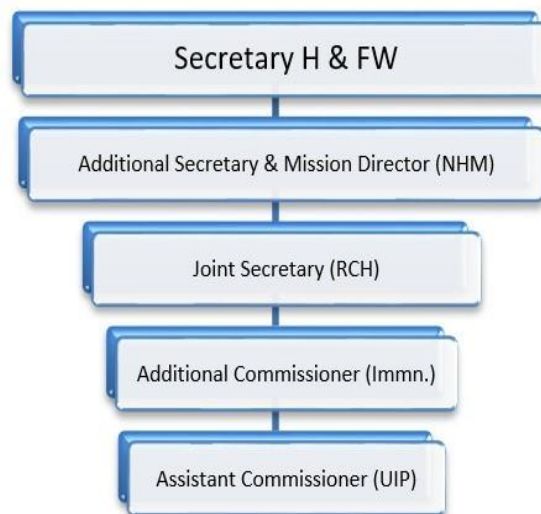 Secretary H & FW
Additional Secretary & Mission Director (NHM)
Joint Secretary (RCH)
Additional Commissioner (Immn.)
Assistant Commissioner (UIP)